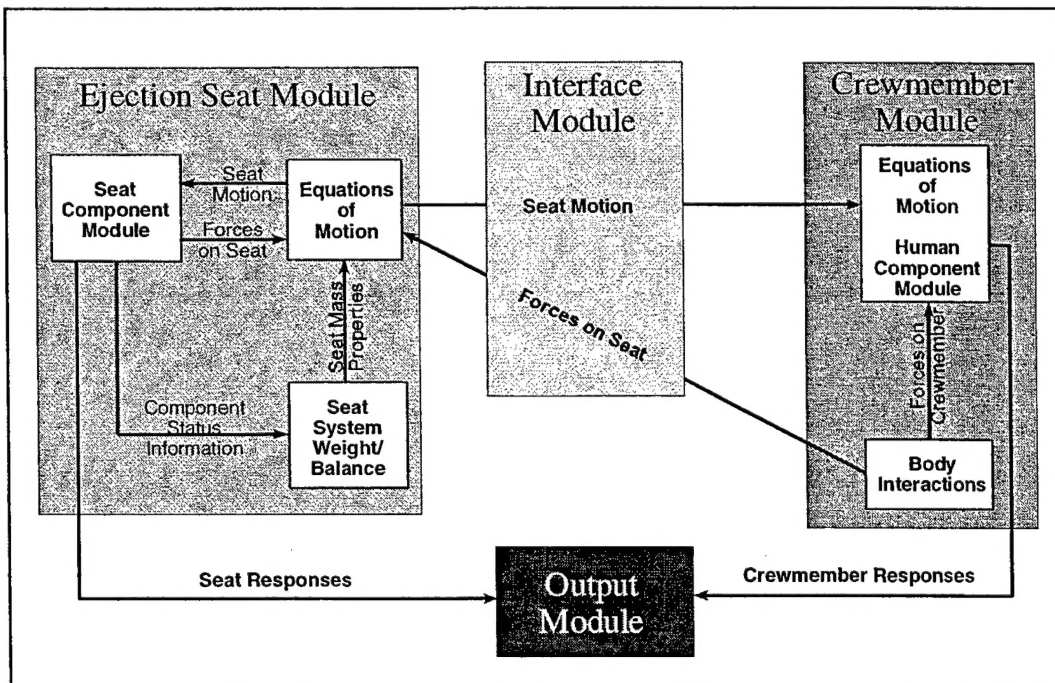 Ejection Seat Module
Seat
Component
Module
Seat
Motion
Forces
on Seat
Equations
of
Motion
Seat Mass
Properties
Component
Status
Information
Seat
System
Weight/
Balance
Interface
Module
Seat Motion
Forces on Seat
Crewmember
Module
Equations
of
Motion
Human
Component
Module
Forces on
Crewmember
Body
Interactions
Seat Responses
Output
Module
Crewmember Responses